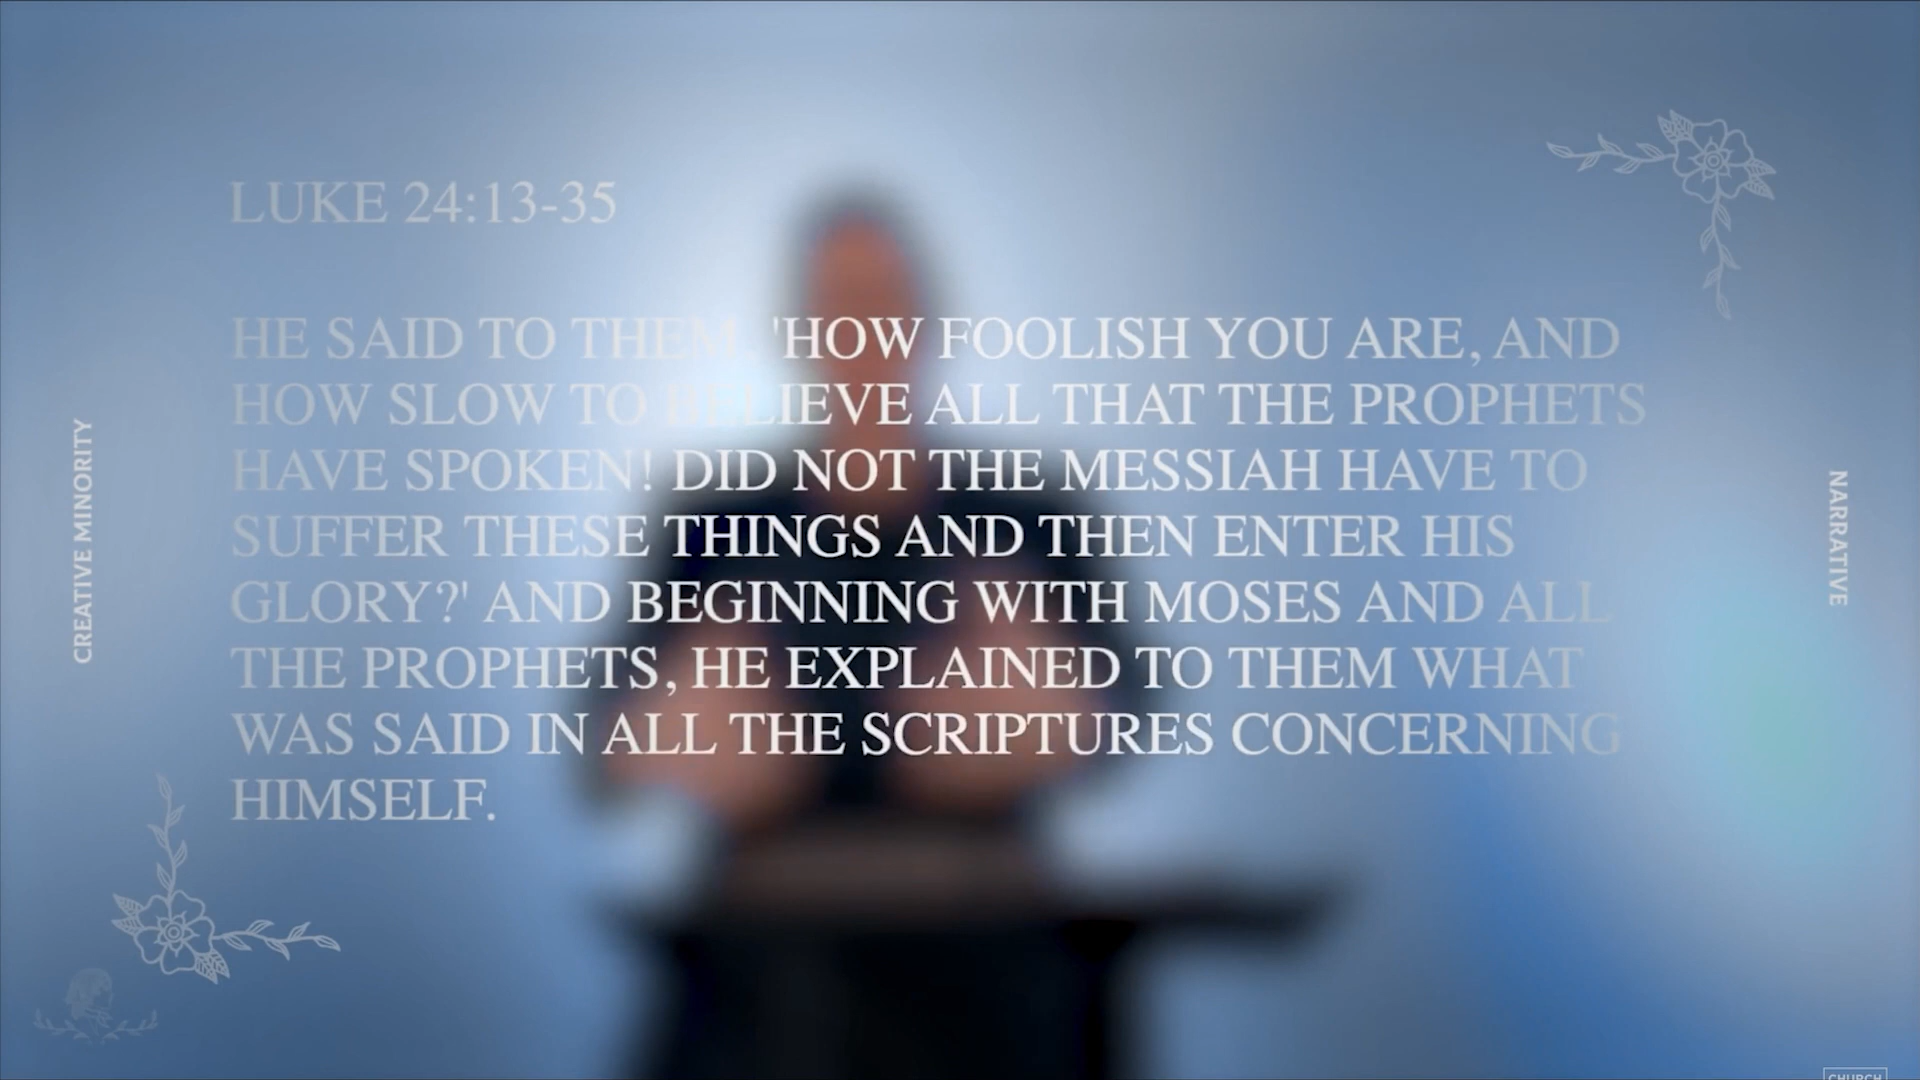 LUKE 24:13-35
HE SAID TO THEM, 'HOW FOOLISH YOU ARE, AND
HOW SLOW TO BELIEVE ALL THAT THE PROPHETS
HAVE SPOKEN! DID NOT THE MESSIAH HAVE TO
SUFFER THESE THINGS AND THEN ENTER HIS
GLORY?' AND BEGINNING WITH MOSES AND ALL
THE PROPHETS, HE EXPLAINED TO THEM WHAT
WAS SAID IN ALL THE SCRIPTURES CONCERNING
HIMSELF.
CREATIVE MINORITY
NARRATIVE
CHURCH